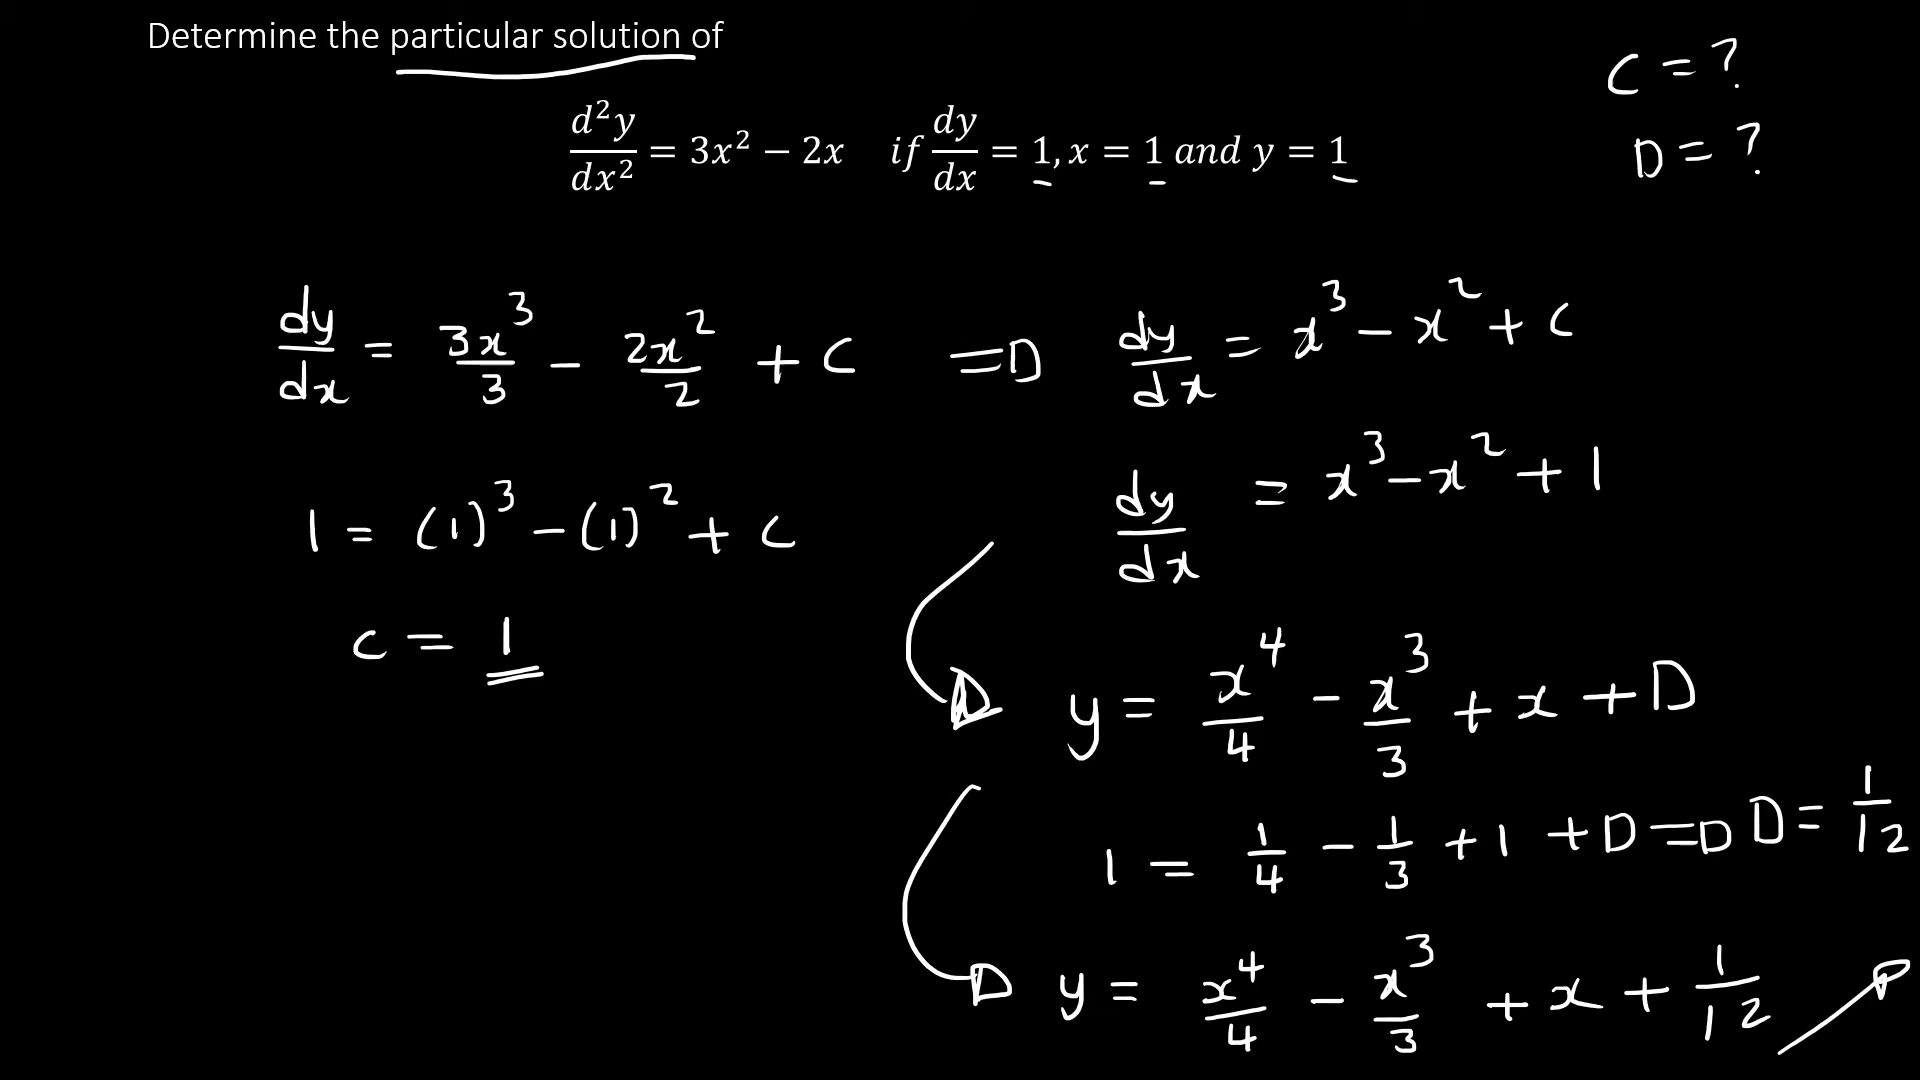 Determine the particular solution of
C = ?
d²y/dx² = 3x² − 2x if dy/dx = 1, x = 1 and y = 1
D = ?
dy/dx = 3x³/3 − 2x²/2 + C ⇒ dy/dx = x³ − x² + C
dy/dx = x³ − x² + 1
1 = (1)³ − (1)² + C
C = 1
y = x⁴/4 − x³/3 + x + D
1 = 1/4 − 1/3 + 1 + D ⇒ D = 1/12
y = x⁴/4 − x³/3 + x + 1/12